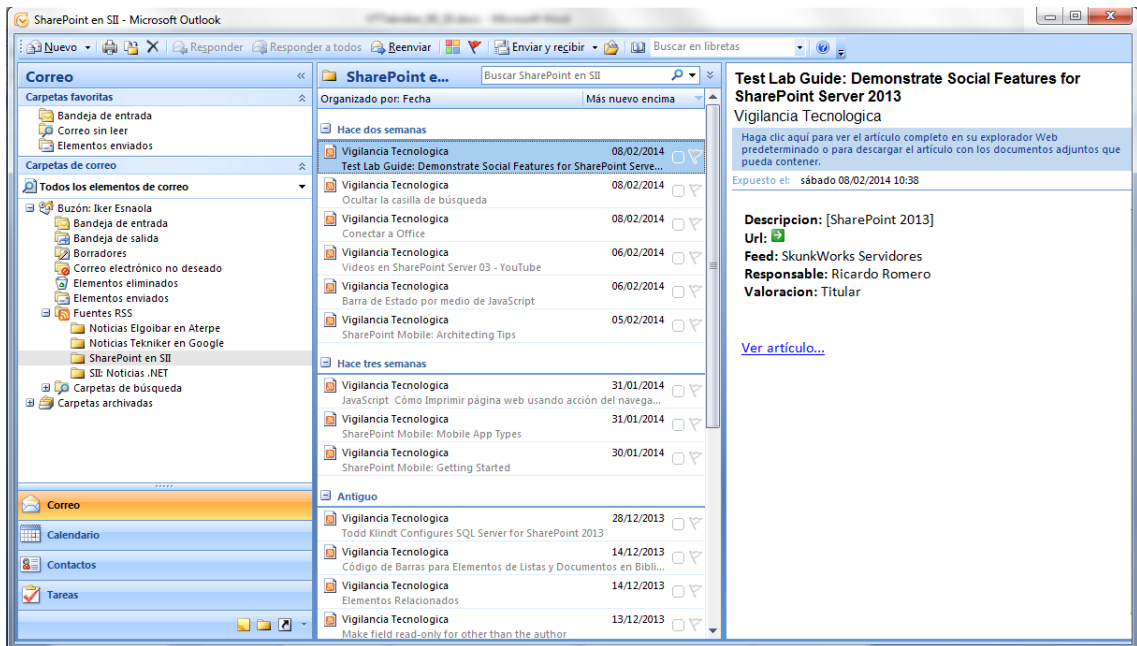 SharePoint en SII - Microsoft Outlook
Nuevo Responder Responder a todos Reenviar Enviar y recibir Buscar en libretas
Correo
Carpetas favoritas
Bandeja de entrada
Correo sin leer
Elementos enviados
Carpetas de correo
Todos los elementos de correo
Buzón: Iker Esnaola
Bandeja de entrada
Bandeja de salida
Borradores
Correo electrónico no deseado
Elementos eliminados
Elementos enviados
Fuentes RSS
Noticias Elgoibar en Aterpe
Noticias Tekniker en Google
SharePoint en SII
SII: Noticias .NET
Carpetas de búsqueda
Carpetas archivadas
Correo
Calendario
Contactos
Tareas
SharePoint e... Buscar SharePoint en SII
Organizado por: Fecha Más nuevo encima
Hace dos semanas
Vigilancia Tecnologica 08/02/2014
Test Lab Guide: Demonstrate Social Features for SharePoint Serve...
Vigilancia Tecnologica 08/02/2014
Ocultar la casilla de búsqueda
Vigilancia Tecnologica 08/02/2014
Conectar a Office
Vigilancia Tecnologica 06/02/2014
Videos en SharePoint Server 03 - YouTube
Vigilancia Tecnologica 06/02/2014
Barra de Estado por medio de JavaScript
Vigilancia Tecnologica 05/02/2014
SharePoint Mobile: Architecting Tips
Hace tres semanas
Vigilancia Tecnologica 31/01/2014
JavaScript Cómo Imprimir página web usando acción del navega...
Vigilancia Tecnologica 31/01/2014
SharePoint Mobile: Mobile App Types
Vigilancia Tecnologica 30/01/2014
SharePoint Mobile: Getting Started
Antiguo
Vigilancia Tecnologica 28/12/2013
Todd Klindt Configures SQL Server for SharePoint 2013
Vigilancia Tecnologica 14/12/2013
Código de Barras para Elementos de Listas y Documentos en Bibli...
Vigilancia Tecnologica 14/12/2013
Elementos Relacionados
Vigilancia Tecnologica 13/12/2013
Make field read-only for other than the author
Test Lab Guide: Demonstrate Social Features for
SharePoint Server 2013
Vigilancia Tecnologica
Haga clic aquí para ver el artículo completo en su explorador Web
predeterminado o para descargar el artículo con los documentos adjuntos que
pueda contener.
Expuesto el: sábado 08/02/2014 10:38
Descripcion: [SharePoint 2013]
Url:
Feed: SkunkWorks Servidores
Responsable: Ricardo Romero
Valoracion: Titular
Ver artículo...